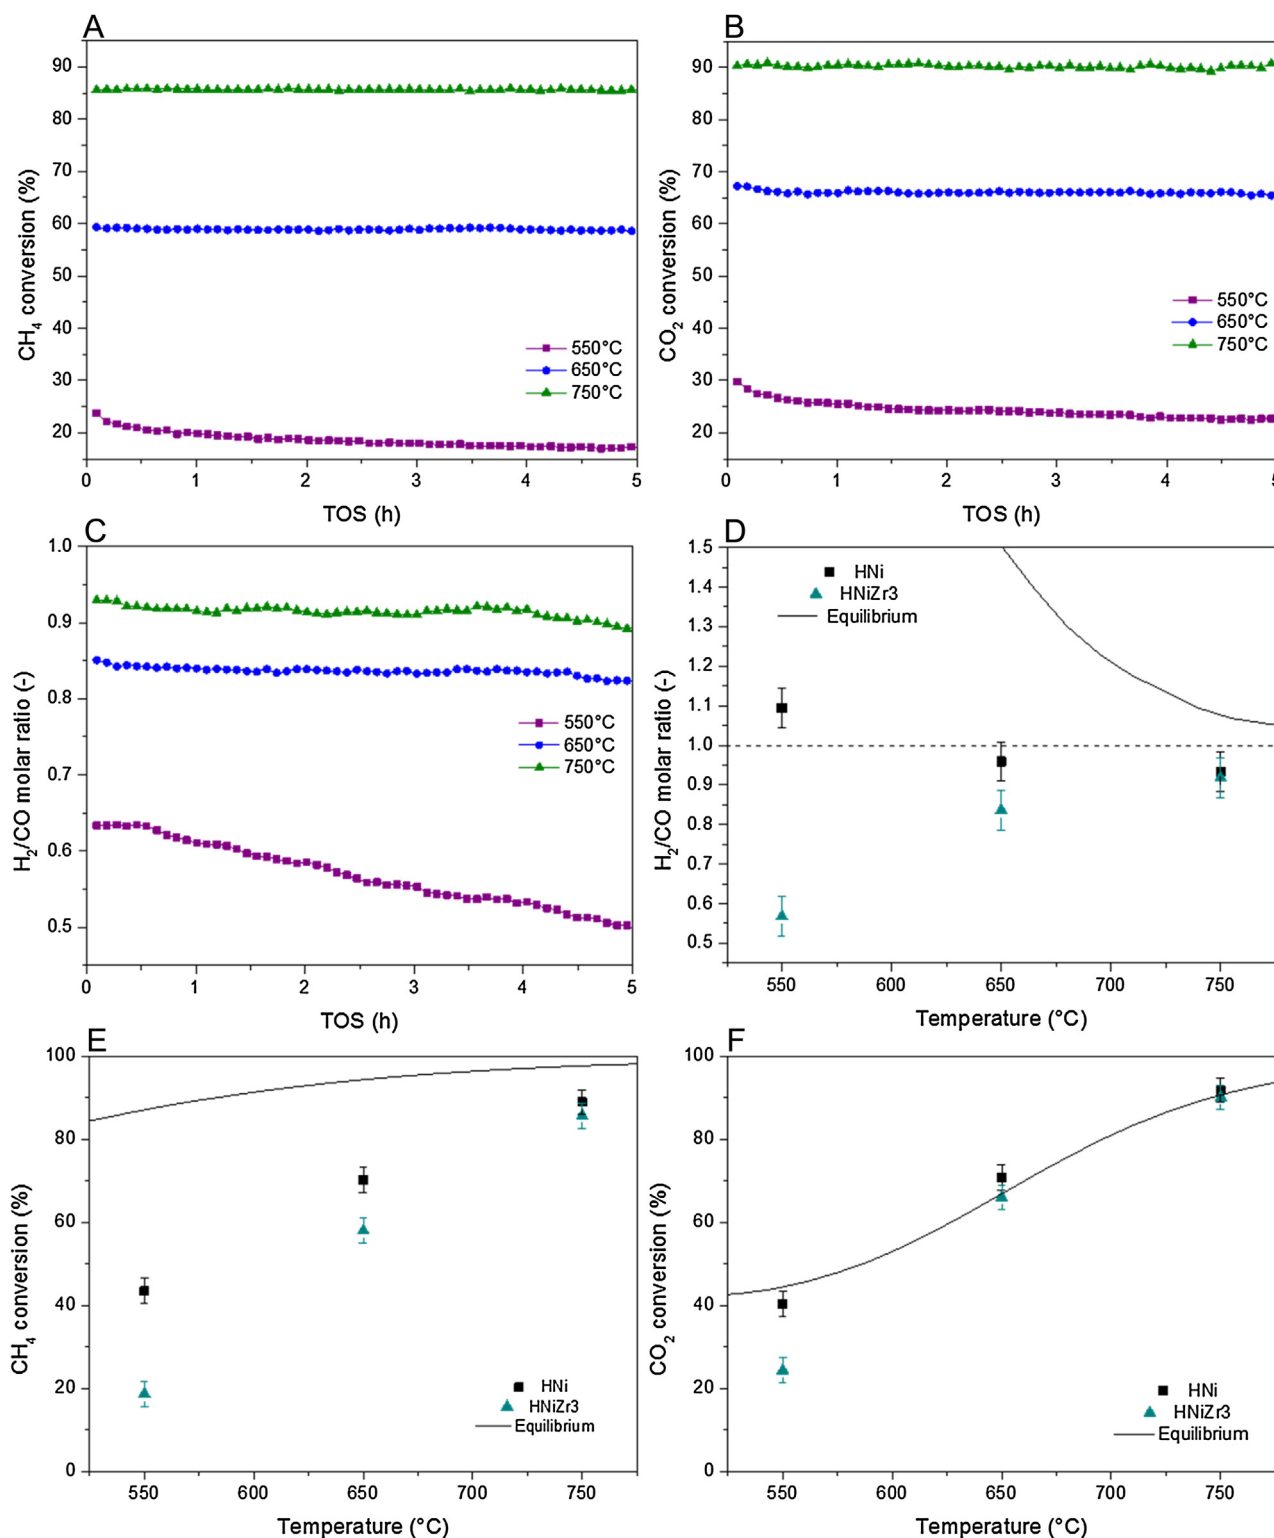 A
90
80
70
60
50
40
30
20
CH4 conversion (%)
550°C
650°C
750°C
0 1 2 3 4 5
TOS (h)
B
90
80
70
60
50
40
30
20
CO2 conversion (%)
550°C
650°C
750°C
0 1 2 3 4 5
TOS (h)
C
1.0
0.9
0.8
0.7
0.6
0.5
H2/CO molar ratio (-)
550°C
650°C
750°C
0 1 2 3 4 5
TOS (h)
D
1.5
1.4
1.3
1.2
1.1
1.0
0.9
0.8
0.7
0.6
0.5
H2/CO molar ratio (-)
HNi
HNiZr3
Equilibrium
550 600 650 700 750
Temperature (°C)
E
100
80
60
40
20
0
CH4 conversion (%)
HNi
HNiZr3
Equilibrium
550 600 650 700 750
Temperature (°C)
F
100
80
60
40
20
0
CO2 conversion (%)
HNi
HNiZr3
Equilibrium
550 600 650 700 750
Temperature (°C)